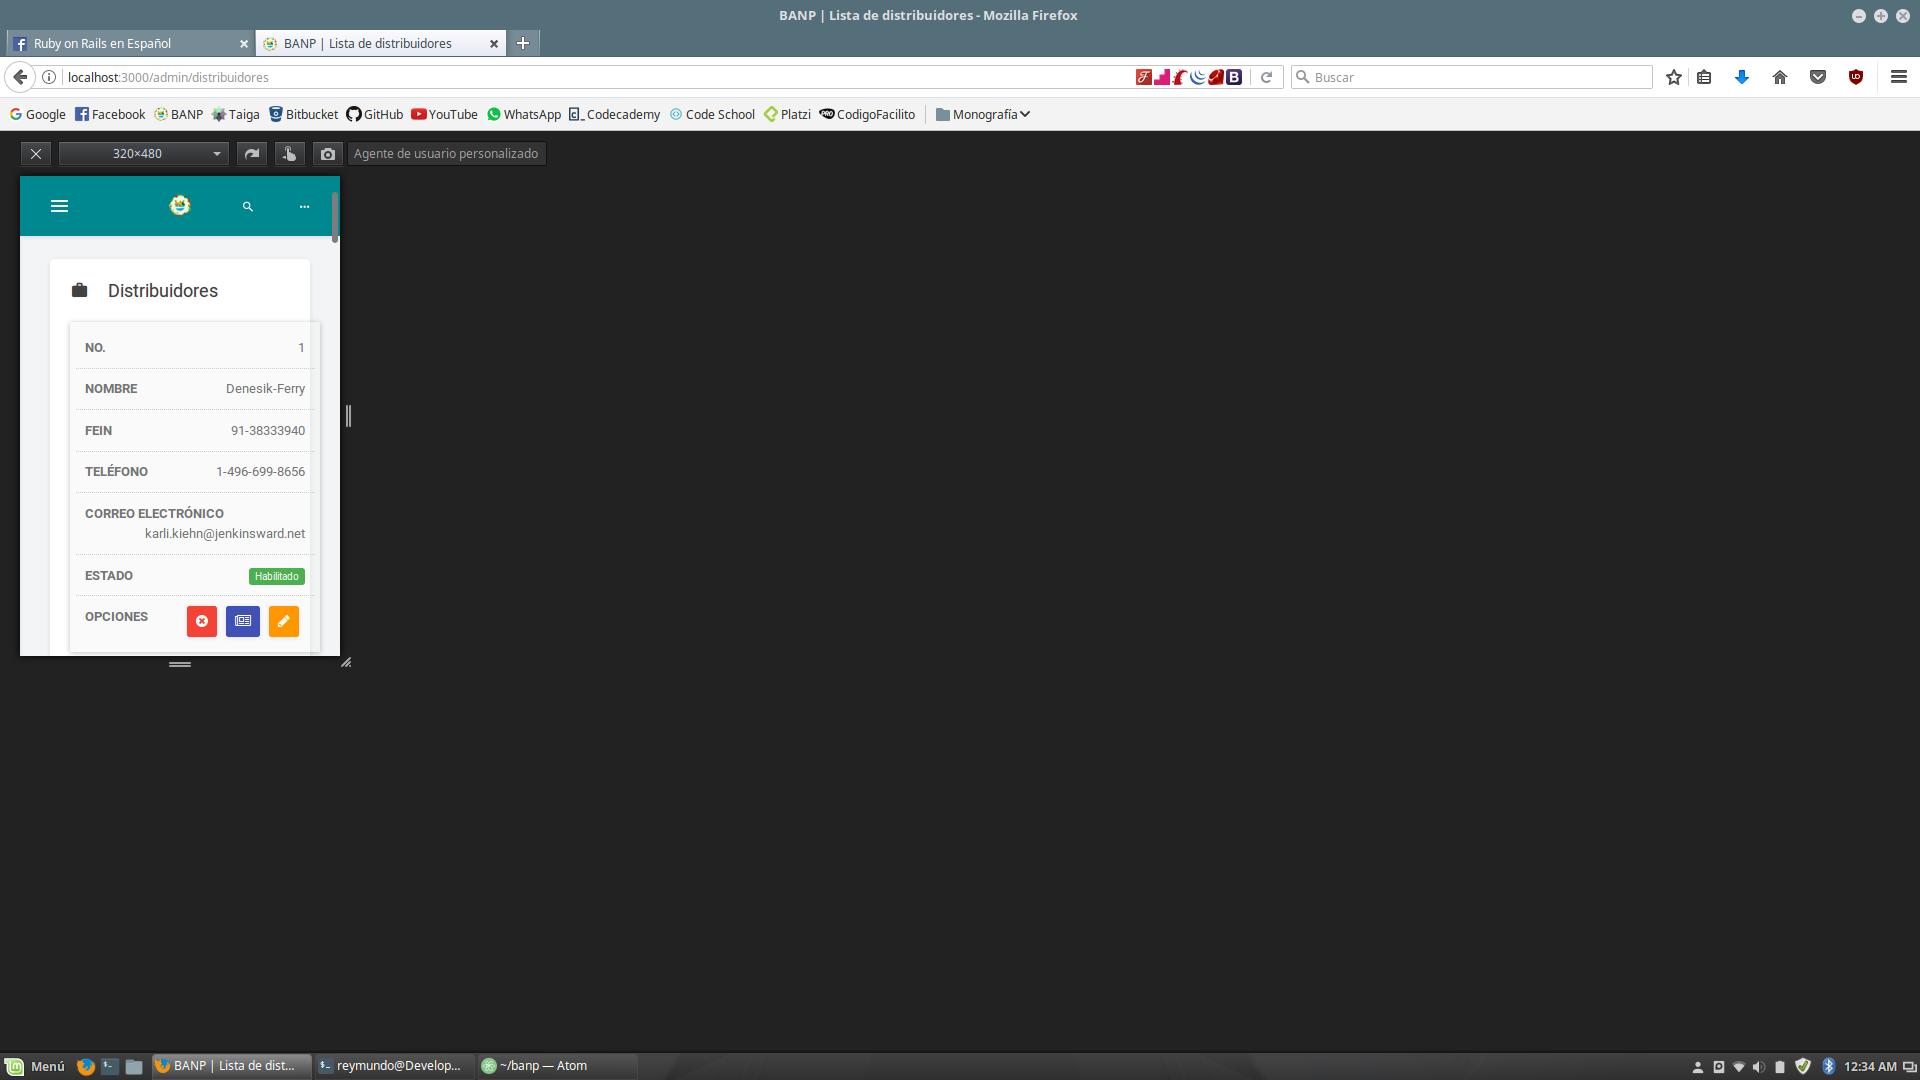 BANP | Lista de distribuidores - Mozilla Firefox
Ruby on Rails en Español
BANP | Lista de distribuidores
localhost:3000/admin/distribuidores
Buscar
Google Facebook BANP Taiga Bitbucket GitHub YouTube WhatsApp Codecademy Code School Platzi CodigoFacilito Monografía
320×480
Agente de usuario personalizado
Distribuidores
NO. 1
NOMBRE Denesik-Ferry
FEIN 91-38333940
TELÉFONO 1-496-699-8656
CORREO ELECTRÓNICO
karli.kiehn@jenkinsward.net
ESTADO Habilitado
OPCIONES
Menú
BANP | Lista de dist...
reymundo@Develop...
~/banp — Atom
12:34 AM